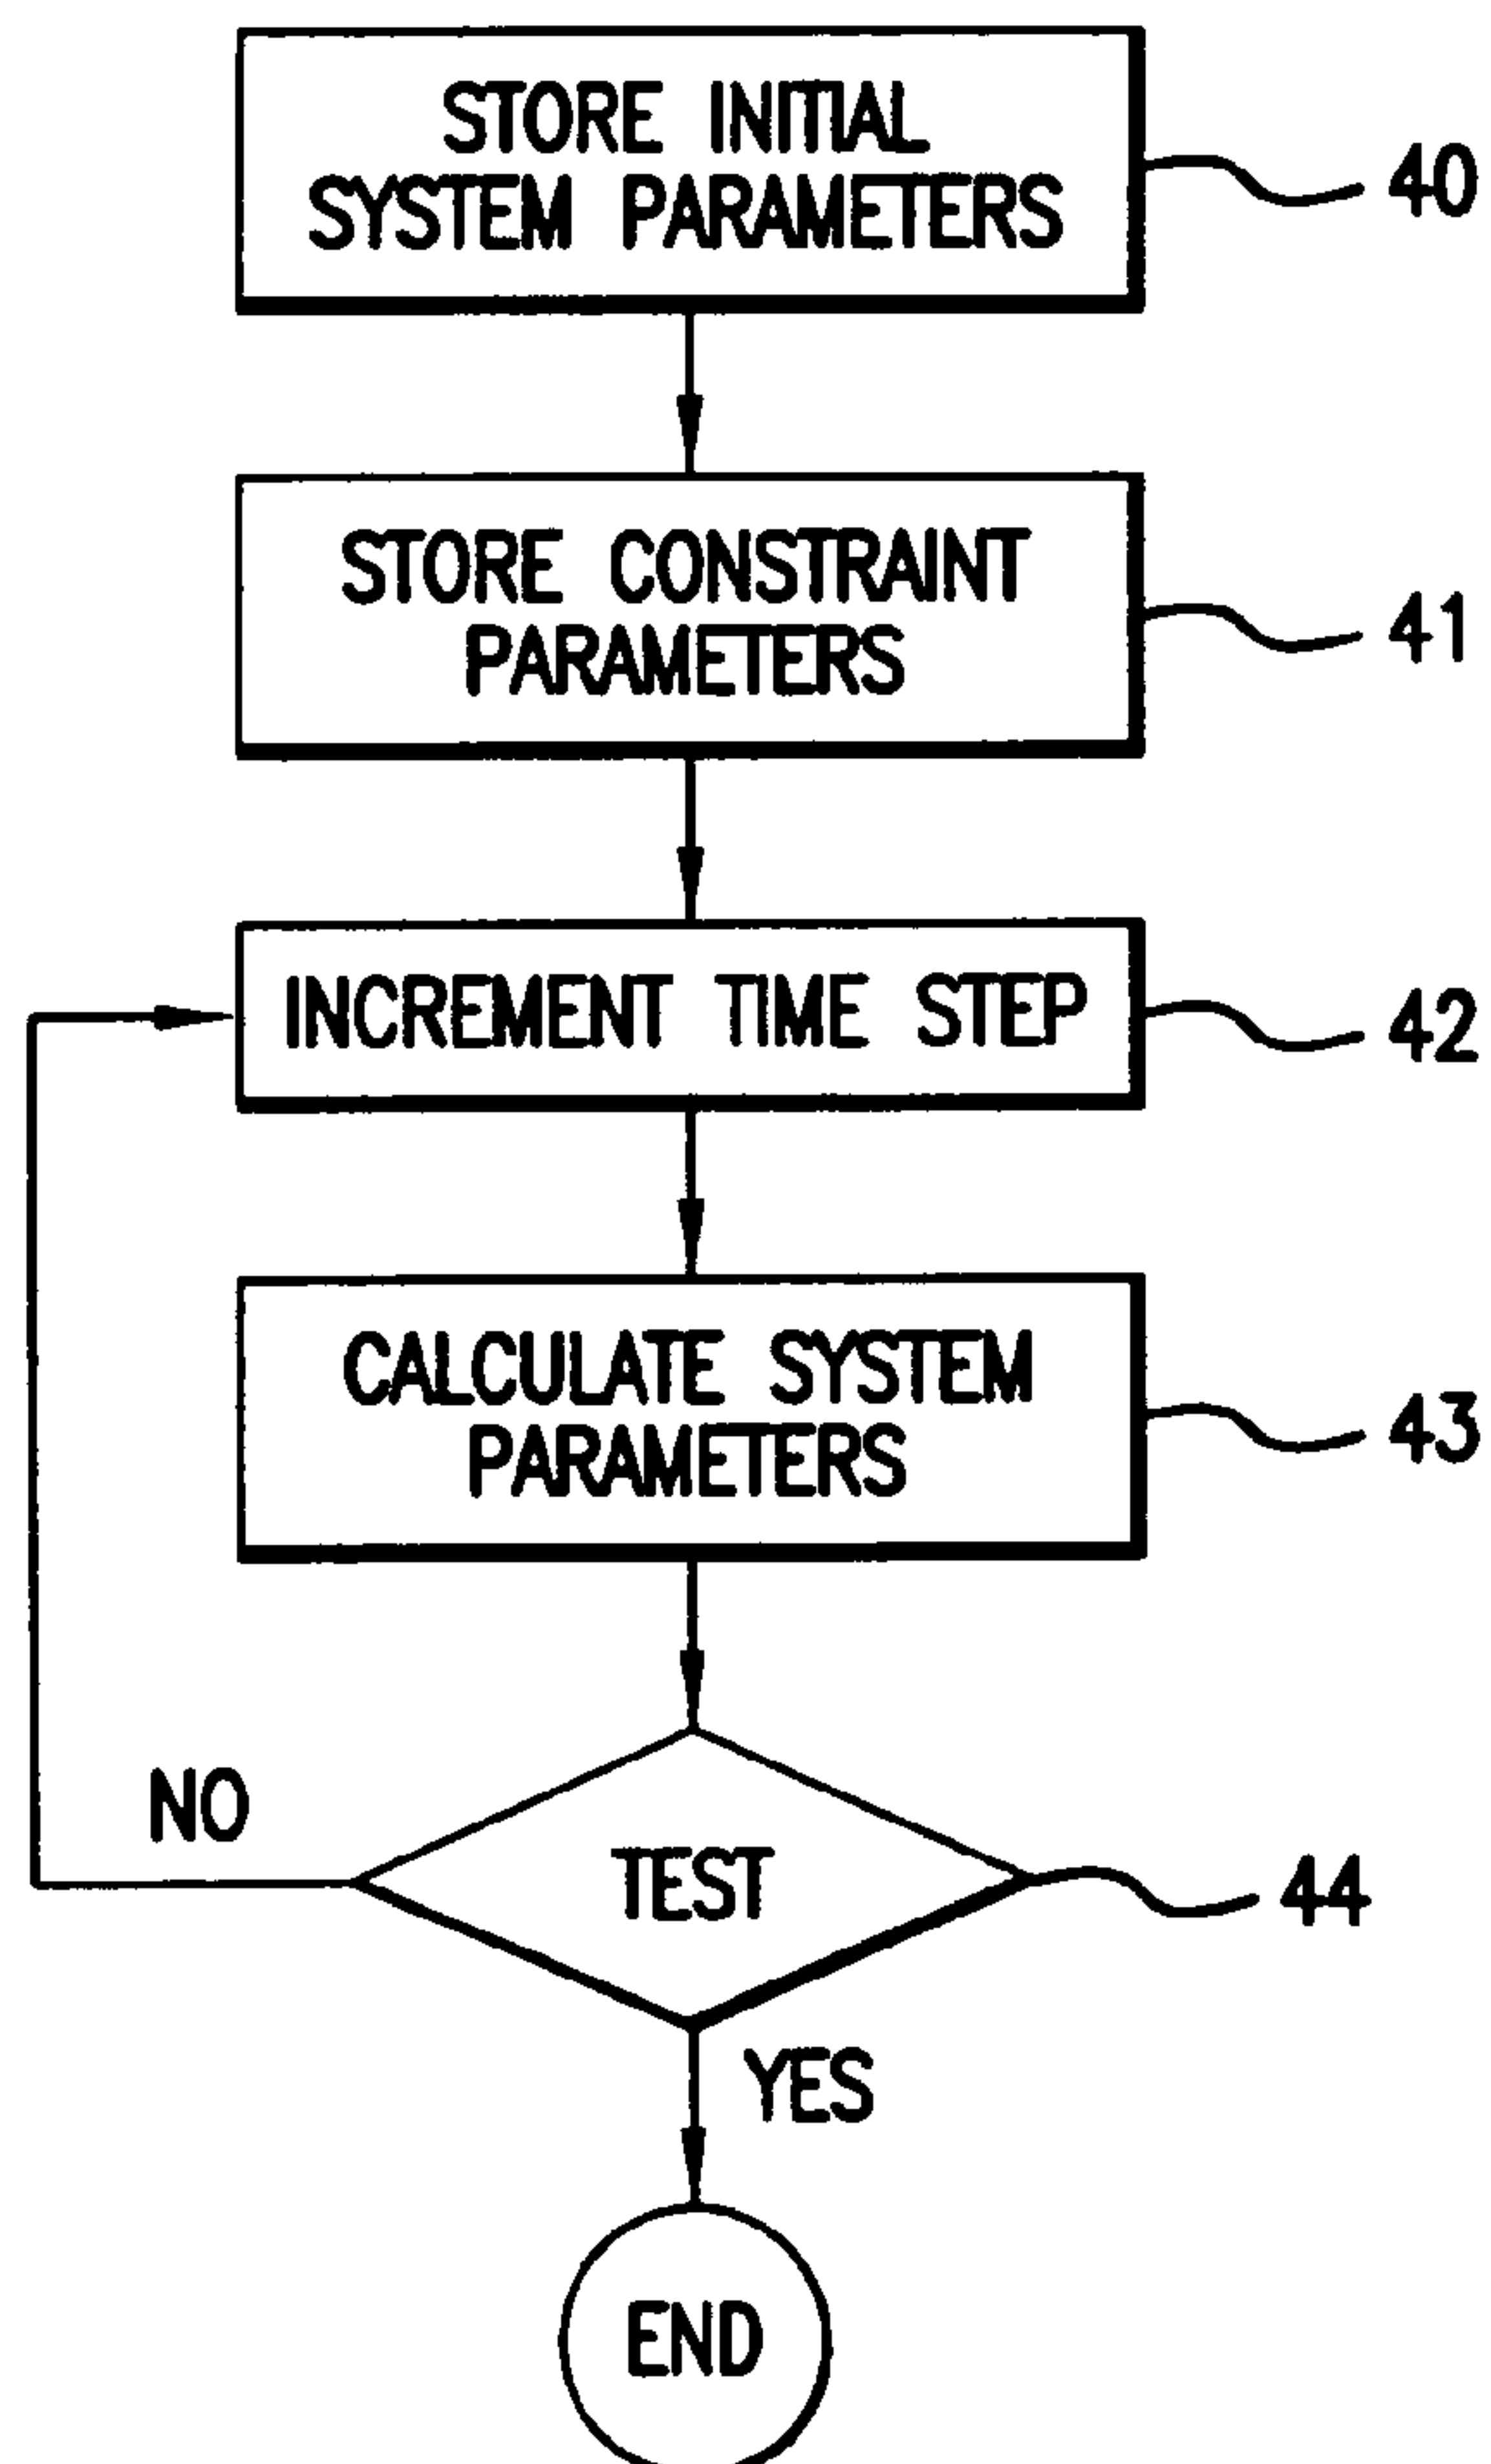 STORE INITIAL
SYSTEM PARAMETERS
40
STORE CONSTRAINT
PARAMETERS
41
INCREMENT TIME STEP
42
CALCULATE SYSTEM
PARAMETERS
43
NO
TEST
44
YES
END